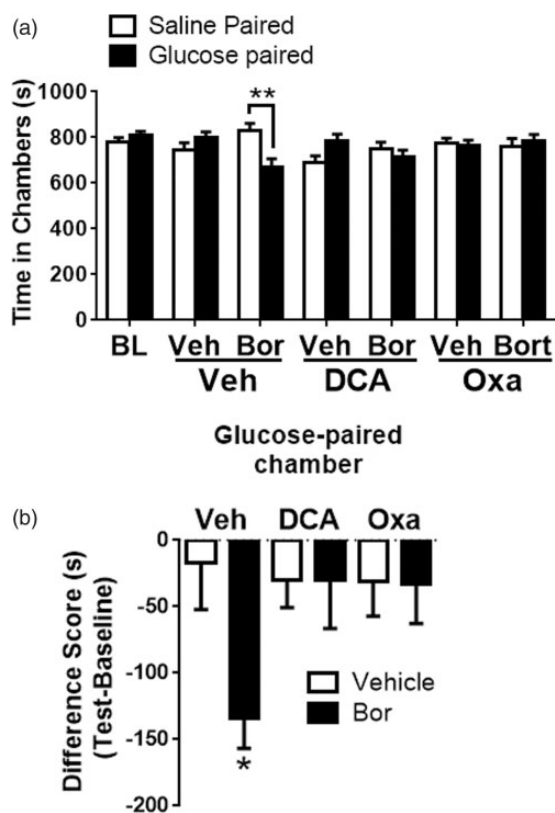 (a)
Saline Paired
Glucose paired
Time in Chambers (s)
1000
800
600
400
200
0
**
BL Veh Bor Veh Bor Veh Bort
Veh DCA Oxa
Glucose-paired
chamber
(b)
Veh DCA Oxa
Difference Score (s)
(Test-Baseline)
0
-50
-100
-150
-200
*
Vehicle
Bor